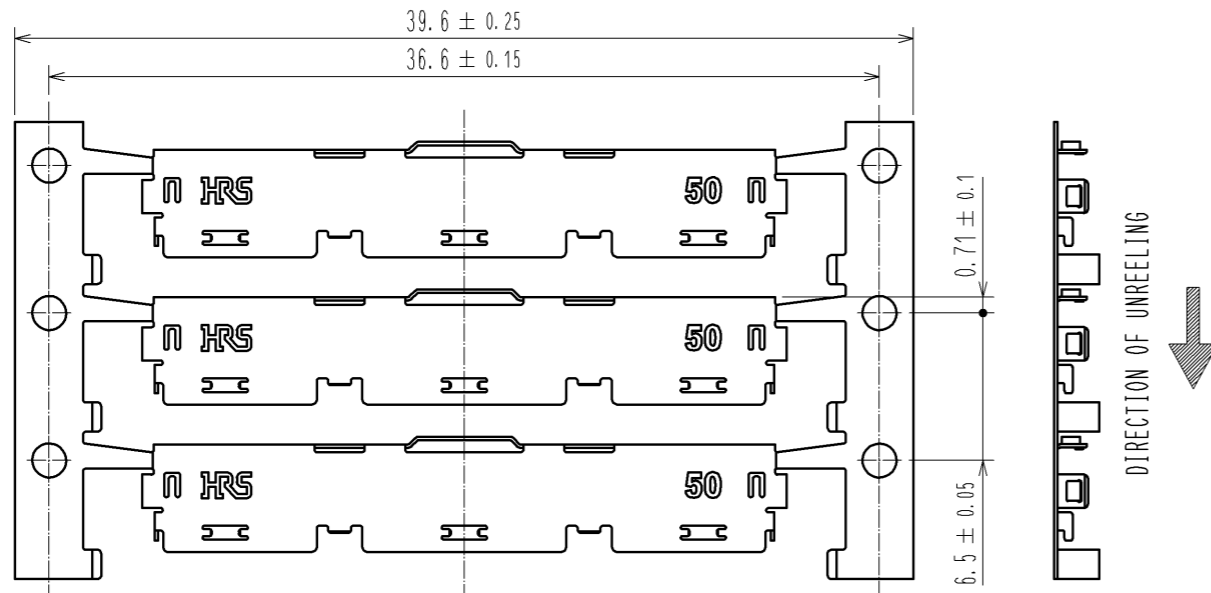 39.6 ± 0.25
36.6 ± 0.15
0.71 ± 0.1
HRS 50
HRS 50
HRS 50
6.5 ± 0.05
DIRECTION OF UNREELING